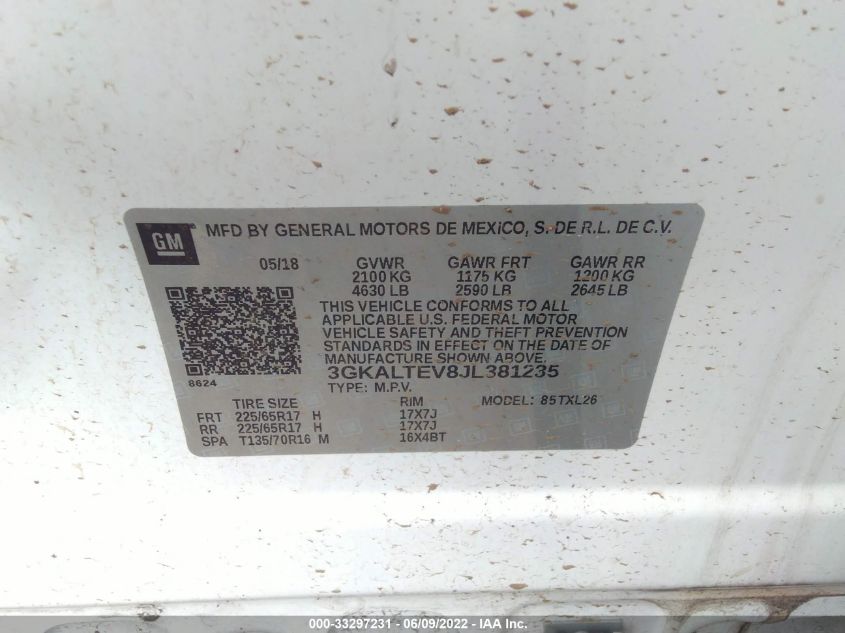 GM MFD BY GENERAL MOTORS DE MEXICO, S. DE R.L. DE C.V.
05/18 GVWR GAWR FRT GAWR RR
2100 KG 1175 KG 1200 KG
4630 LB 2590 LB 2645 LB
THIS VEHICLE CONFORMS TO ALL
APPLICABLE U.S. FEDERAL MOTOR
VEHICLE SAFETY AND THEFT PREVENTION
STANDARDS IN EFFECT ON THE DATE OF
MANUFACTURE SHOWN ABOVE.
3GKALTEV8JL381235
8624 TYPE: M.P.V.
TIRE SIZE RIM MODEL: 85TXL26
FRT 225/65R17 H 17X7J
RR 225/65R17 H 17X7J
SPA T135/70R16 M 16X4BT
1000 - 33297231 - 06/09/2022 - IAA Inc.